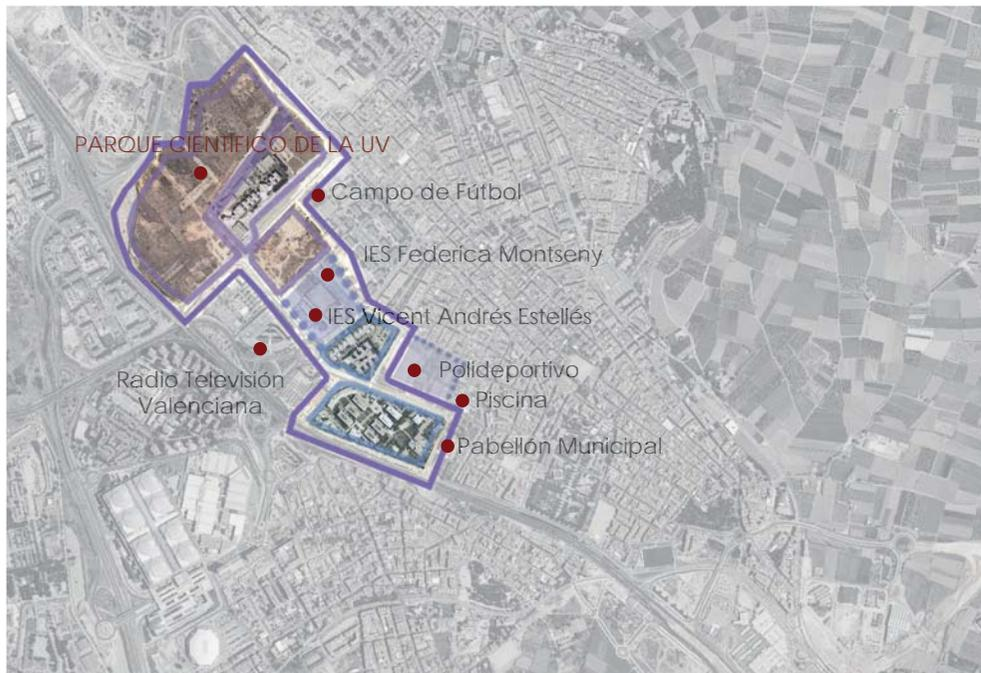 PARQUE CIENTÍFICO DE LA UV
Campo de Fútbol
IES Federica Montseny
IES Vicent Andrés Estellés
Radio Televisión
Valenciana
Polideportivo
Piscina
Pabellón Municipal